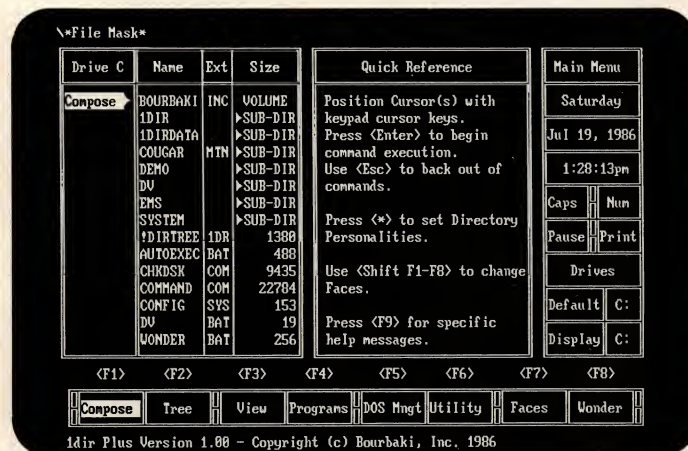 \*File Mask*
Drive C Name Ext Size Quick Reference Main Menu
Compose BOURBAKI INC VOLUME Position Cursor(s) with Saturday
1DIR ▶SUB-DIR keypad cursor keys.
1DIRDATA ▶SUB-DIR Press <Enter> to begin Jul 19, 1986
COUGAR MTN ▶SUB-DIR command execution.
DEMO ▶SUB-DIR Use <Esc> to back out of 1:28:13pm
DV ▶SUB-DIR commands.
EMS ▶SUB-DIR Caps Num
SYSTEM ▶SUB-DIR Press <*> to set Directory
!DIRTREE 1DR 1380 Personalities. Pause Print
AUTOEXEC BAT 488
CHKDSK COM 9435 Use <Shift F1-F8> to change Drives
COMMAND COM 22784 Faces.
CONFIG SYS 153 Default C:
DV BAT 19 Press <F9> for specific
WONDER BAT 256 help messages. Display C:
<F1> <F2> <F3> <F4> <F5> <F6> <F7> <F8>
Compose Tree View Programs DOS Mngt Utility Faces Wonder
1dir Plus Version 1.00 - Copyright (c) Bourbaki, Inc. 1986